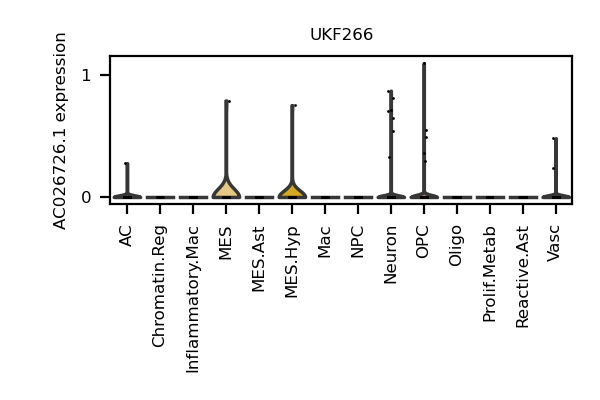 UKF266
AC026726.1 expression
1
0
AC
Chromatin.Reg
Inflammatory.Mac
MES
MES.Ast
MES.Hyp
Mac
NPC
Neuron
OPC
Oligo
Prolif.Metab
Reactive.Ast
Vasc